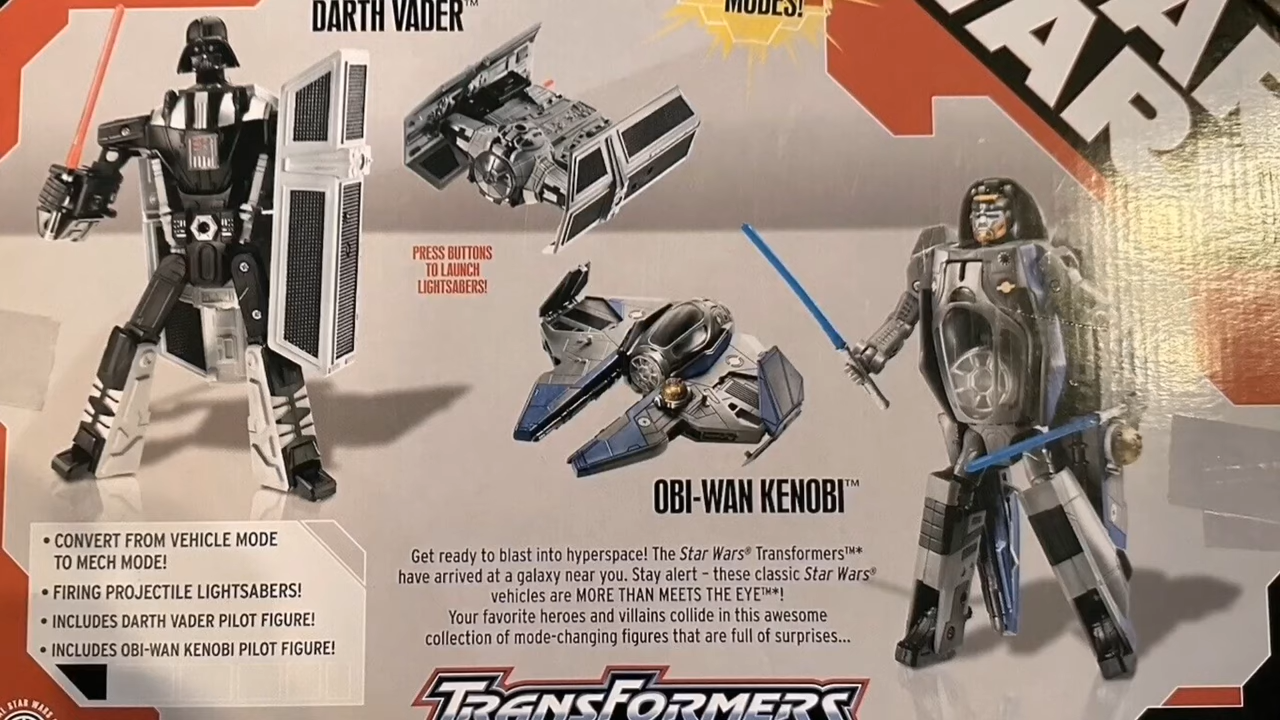 DARTH VADER™
MODES!
WAR
PRESS BUTTONS
TO LAUNCH
LIGHTSABERS!
OBI-WAN KENOBI™
• CONVERT FROM VEHICLE MODE
TO MECH MODE!
• FIRING PROJECTILE LIGHTSABERS!
• INCLUDES DARTH VADER PILOT FIGURE!
• INCLUDES OBI-WAN KENOBI PILOT FIGURE!
Get ready to blast into hyperspace! The Star Wars® Transformers™*
have arrived at a galaxy near you. Stay alert – these classic Star Wars®
vehicles are MORE THAN MEETS THE EYE™*!
Your favorite heroes and villains collide in this awesome
collection of mode-changing figures that are full of surprises...
TRANSFORMERS
STAR WARS